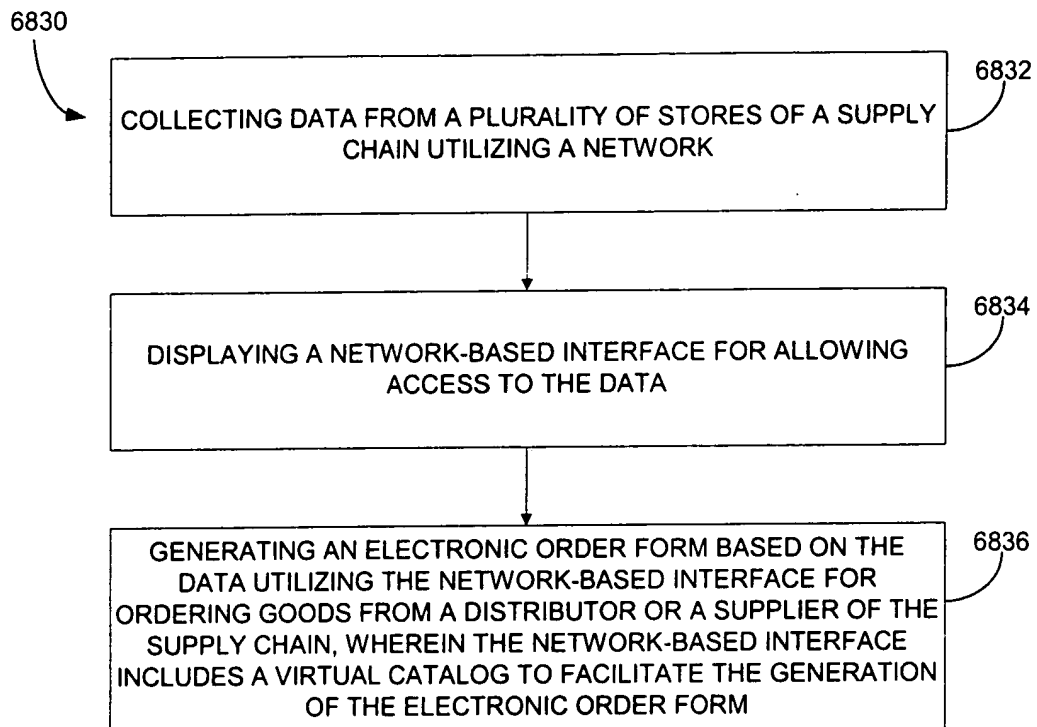 6830
6832
COLLECTING DATA FROM A PLURALITY OF STORES OF A SUPPLY
CHAIN UTILIZING A NETWORK
6834
DISPLAYING A NETWORK-BASED INTERFACE FOR ALLOWING
ACCESS TO THE DATA
6836
GENERATING AN ELECTRONIC ORDER FORM BASED ON THE
DATA UTILIZING THE NETWORK-BASED INTERFACE FOR
ORDERING GOODS FROM A DISTRIBUTOR OR A SUPPLIER OF THE
SUPPLY CHAIN, WHEREIN THE NETWORK-BASED INTERFACE
INCLUDES A VIRTUAL CATALOG TO FACILITATE THE GENERATION
OF THE ELECTRONIC ORDER FORM